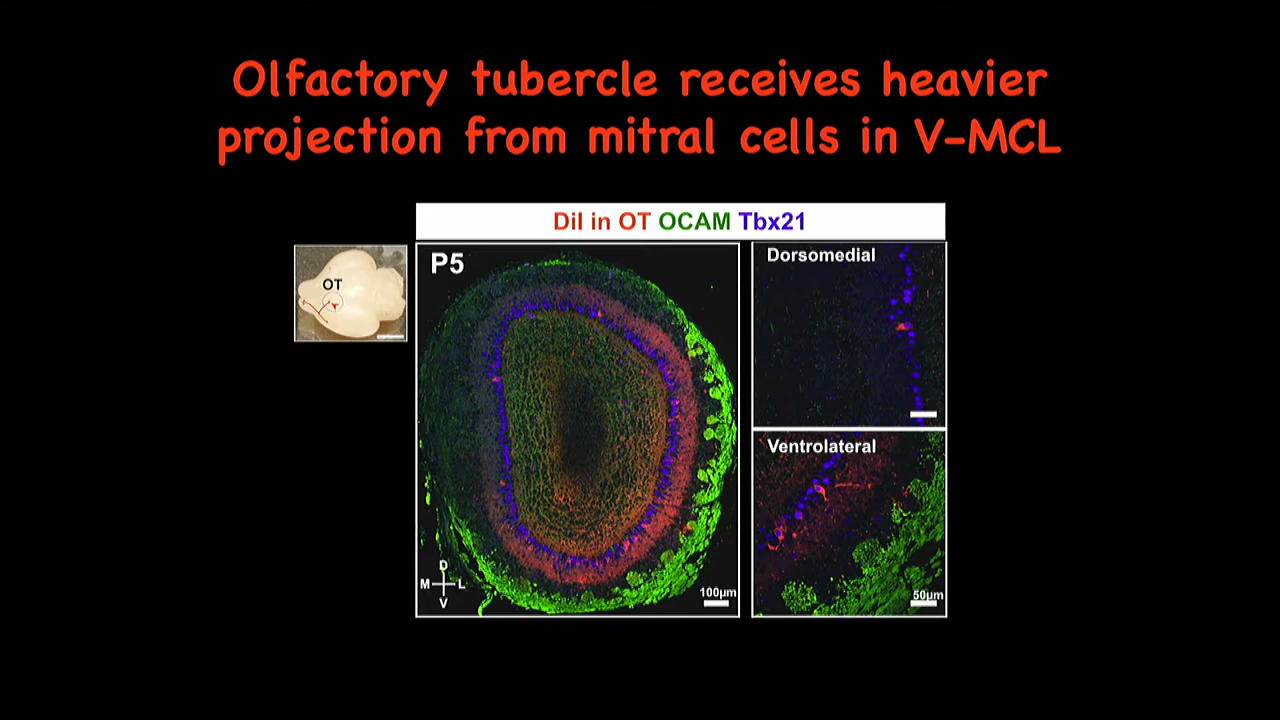 Olfactory tubercle receives heavier
projection from mitral cells in V-MCL
DiI in OT OCAM Tbx21
OT
P5
D
M L
V
100µm
Dorsomedial
Ventrolateral
50µm